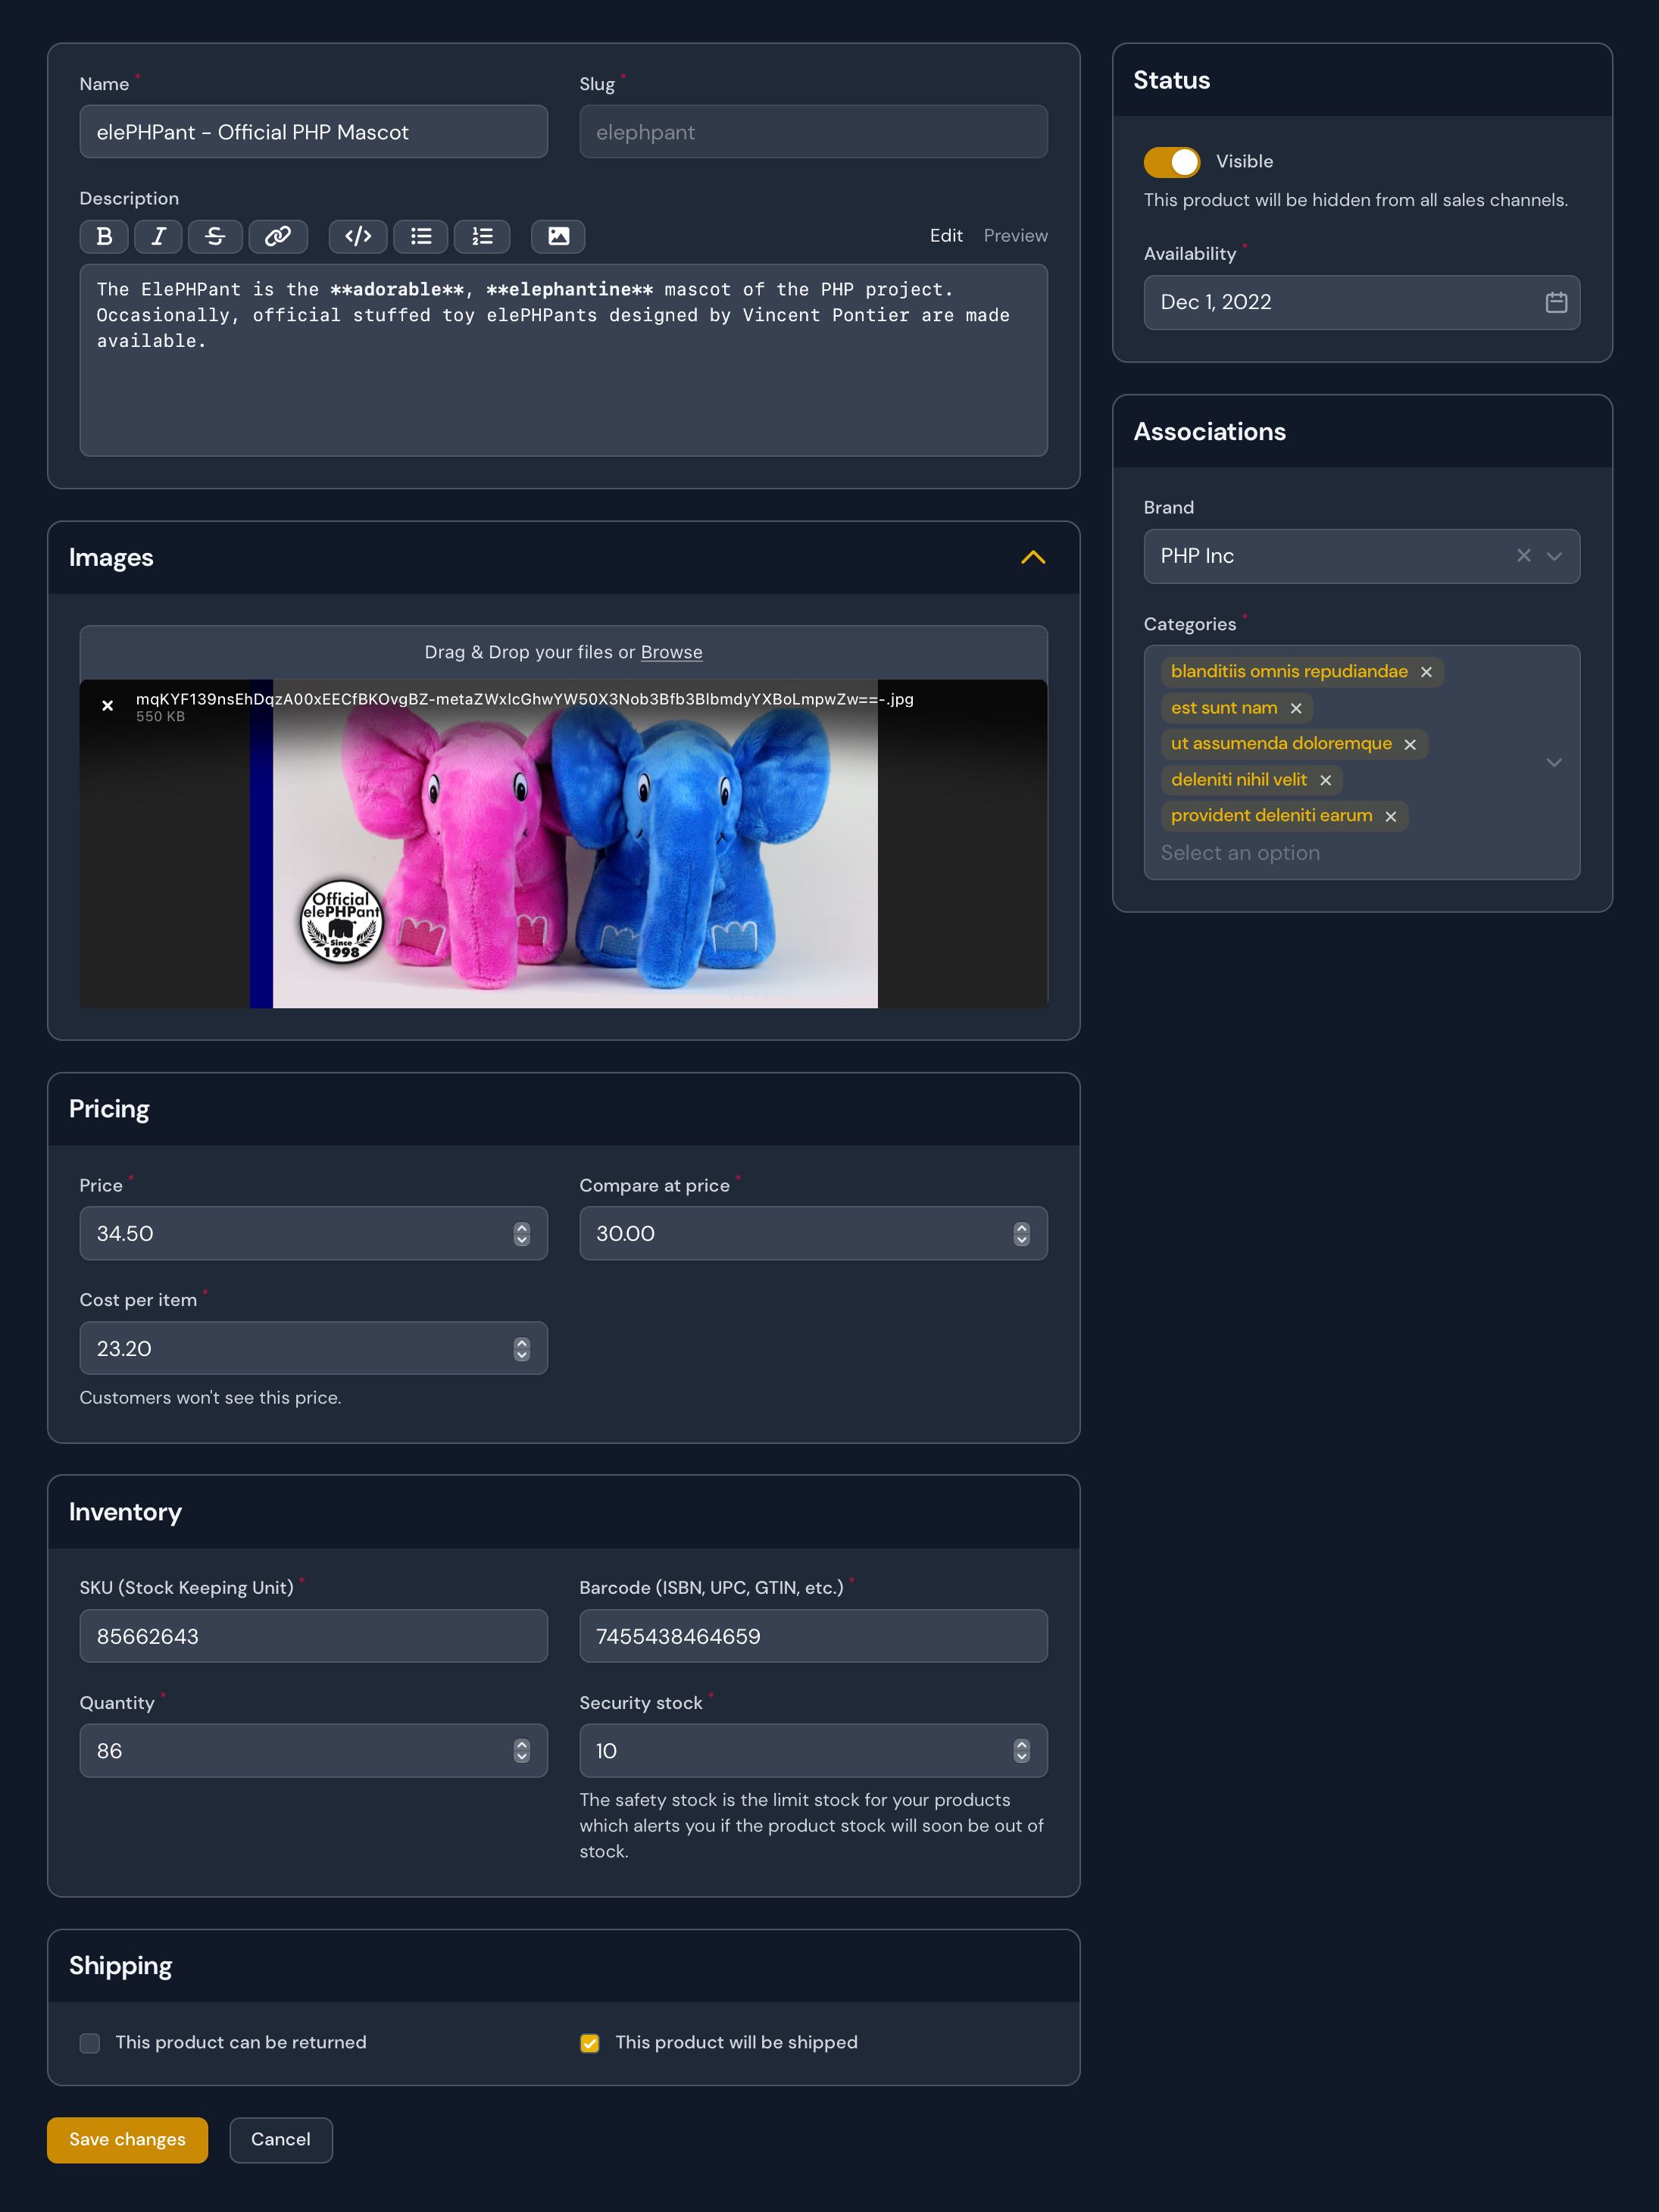 Name *
elePHPant - Official PHP Mascot
Slug *
elephpant
Description
Edit
Preview
The ElePHPant is the **adorable**, **elephantine** mascot of the PHP project.
Occasionally, official stuffed toy elePHPants designed by Vincent Pontier are made
available.
Images
Drag & Drop your files or Browse
mqKYF139nsEhDqzA00xEECfBKOvgBZ-metaZWxlcGhwYW50X3Nob3Bfb3BlbmdyYXBoLmpwZw==-.jpg
550 KB
Official
elePHPant
Since
1998
Pricing
Price *
34.50
Compare at price *
30.00
Cost per item *
23.20
Customers won't see this price.
Inventory
SKU (Stock Keeping Unit) *
85662643
Barcode (ISBN, UPC, GTIN, etc.) *
7455438464659
Quantity *
86
Security stock *
10
The safety stock is the limit stock for your products
which alerts you if the product stock will soon be out of
stock.
Shipping
This product can be returned
This product will be shipped
Save changes
Cancel
Status
Visible
This product will be hidden from all sales channels.
Availability *
Dec 1, 2022
Associations
Brand
PHP Inc
Categories *
blanditiis omnis repudiandae
est sunt nam
ut assumenda doloremque
deleniti nihil velit
provident deleniti earum
Select an option